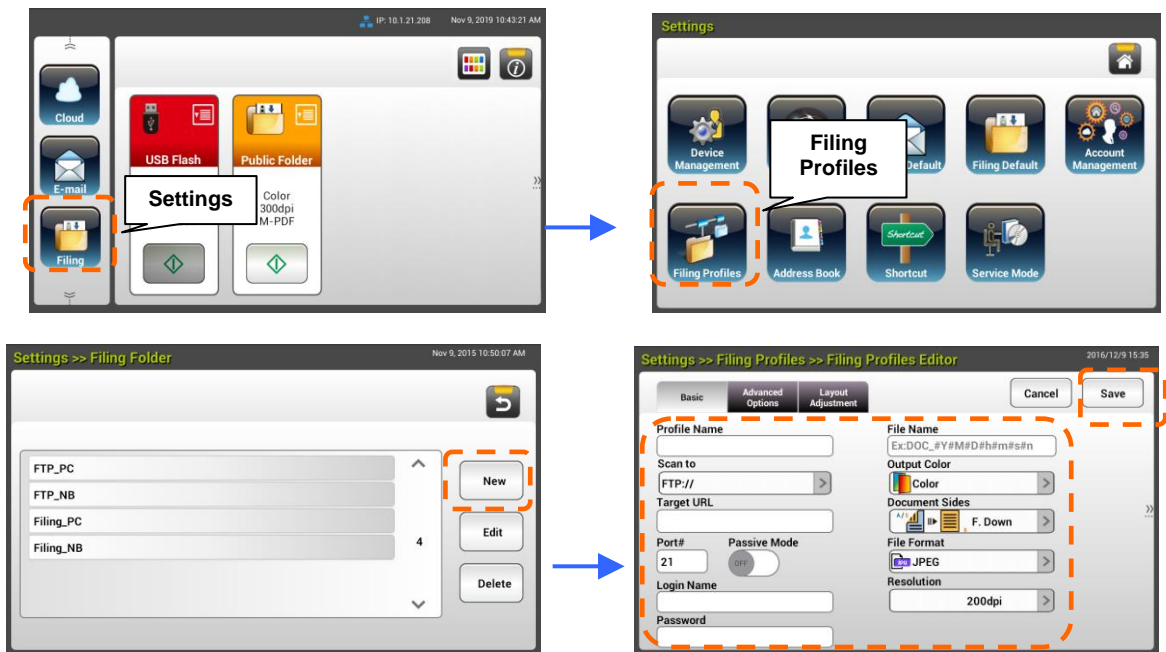 IP: 10.1.21.208 Nov 9, 2019 10:43:21 AM
Cloud
E-mail
Filing
USB Flash
Public Folder
Color
300dpi
M-PDF
Settings
Settings
Device
Management
Default
Filing Default
Account
Management
Filing
Profiles
Filing Profiles
Address Book
Shortcut
Shortcut
Service Mode
Settings >> Filing Folder
Nov 9, 2015 10:50:07 AM
FTP_PC
FTP_NB
Filing_PC
Filing_NB
4
New
Edit
Delete
Settings >> Filing Profiles >> Filing Profiles Editor
2016/12/9 15:35
Basic
Advanced
Options
Layout
Adjustment
Cancel
Save
Profile Name
Scan to
FTP://
Target URL
Port#
Passive Mode
21
OFF
Login Name
Password
File Name
Ex:DOC_#Y#M#D#h#m#s#n
Output Color
Color
Document Sides
F. Down
File Format
JPEG
Resolution
200dpi